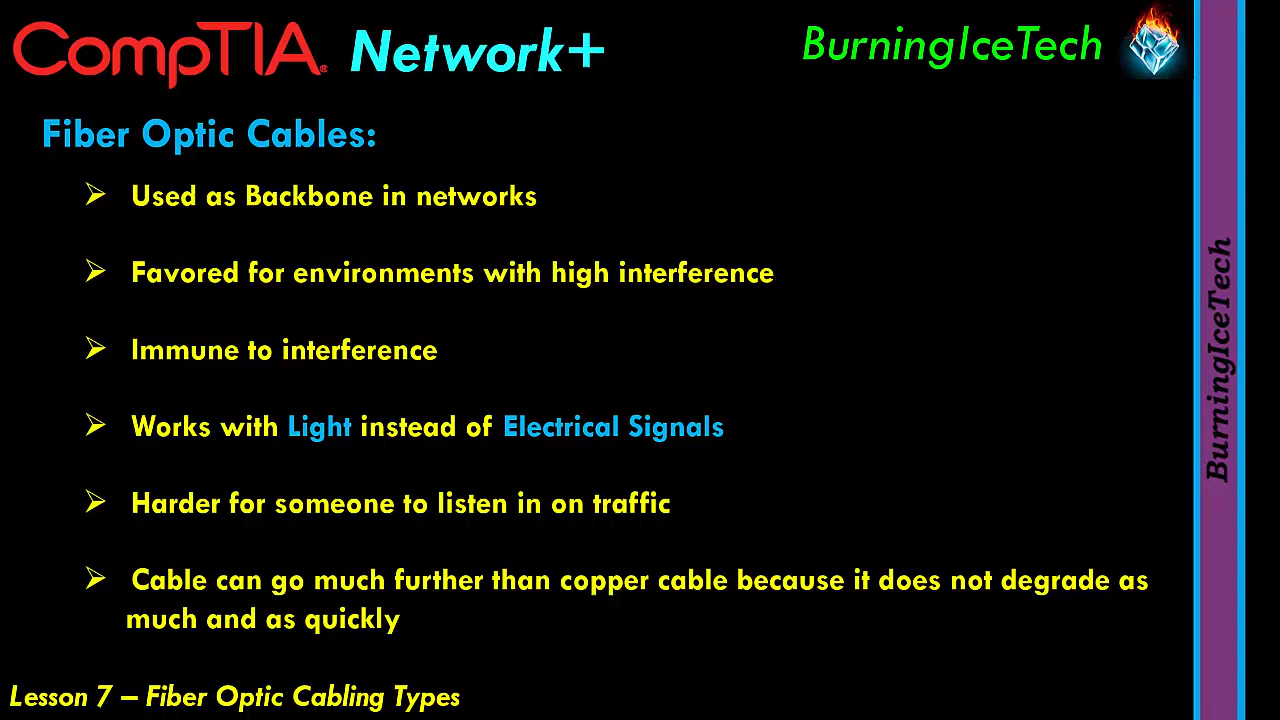 CompTIA® Network+
BurningIceTech
Fiber Optic Cables:
➢ Used as Backbone in networks
➢ Favored for environments with high interference
➢ Immune to interference
➢ Works with Light instead of Electrical Signals
➢ Harder for someone to listen in on traffic
➢ Cable can go much further than copper cable because it does not degrade as
much and as quickly
Lesson 7 – Fiber Optic Cabling Types
BurningIceTech